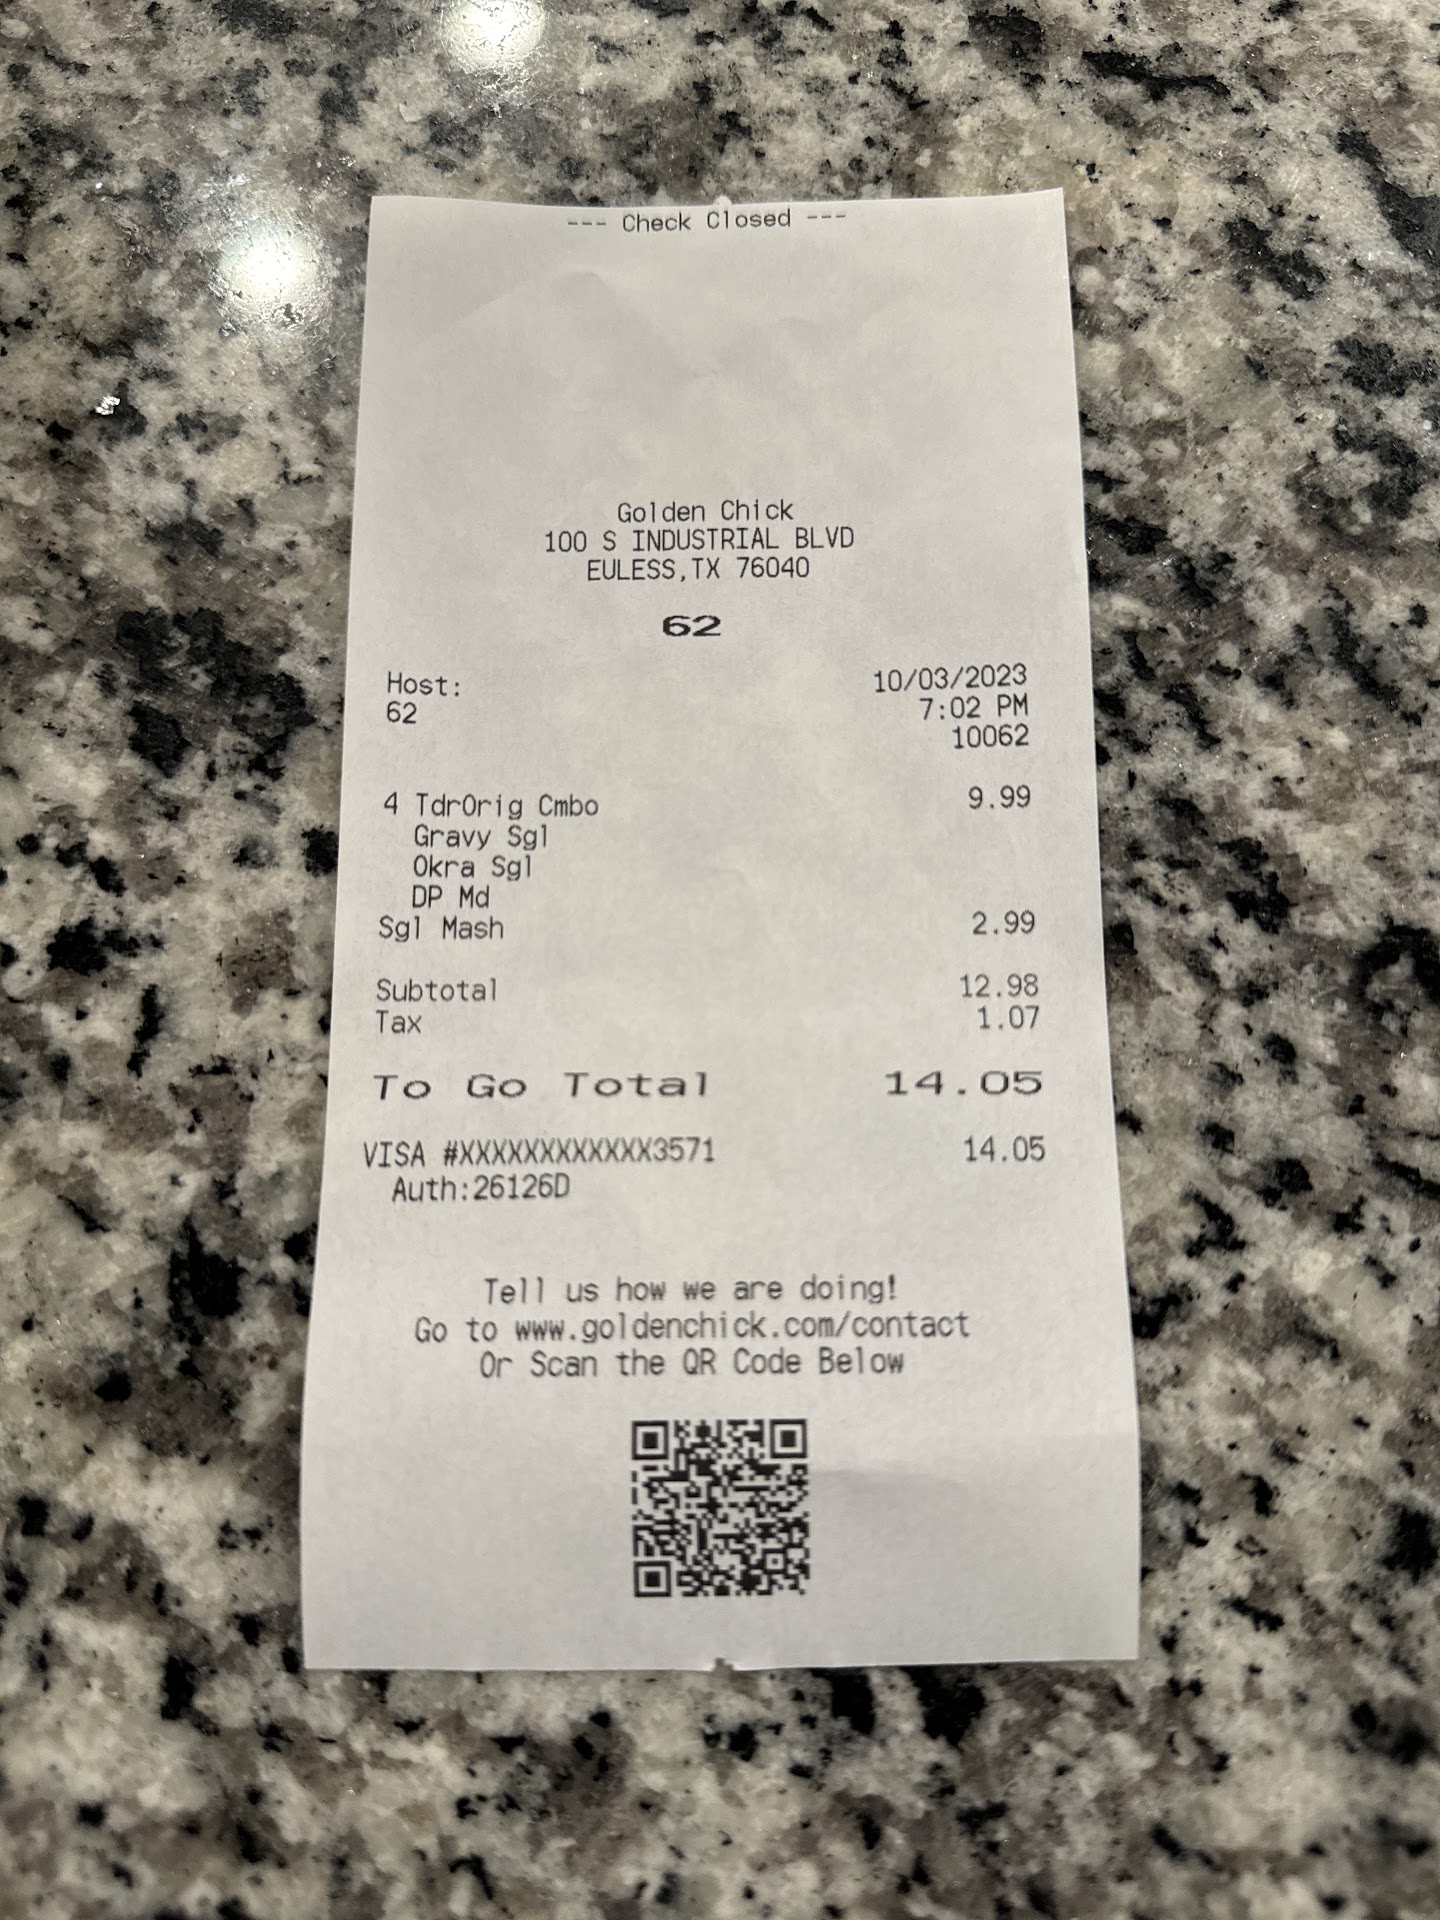 --- Check Closed ---
Golden Chick
100 S INDUSTRIAL BLVD
EULESS,TX 76040
62
Host: 10/03/2023
62 7:02 PM
10062
4 TdrOrig Cmbo 9.99
Gravy Sgl
Okra Sgl
DP Md
Sgl Mash 2.99
Subtotal 12.98
Tax 1.07
To Go Total 14.05
VISA #XXXXXXXXXXXX3571 14.05
Auth:26126D
Tell us how we are doing!
Go to www.goldenchick.com/contact
Or Scan the QR Code Below